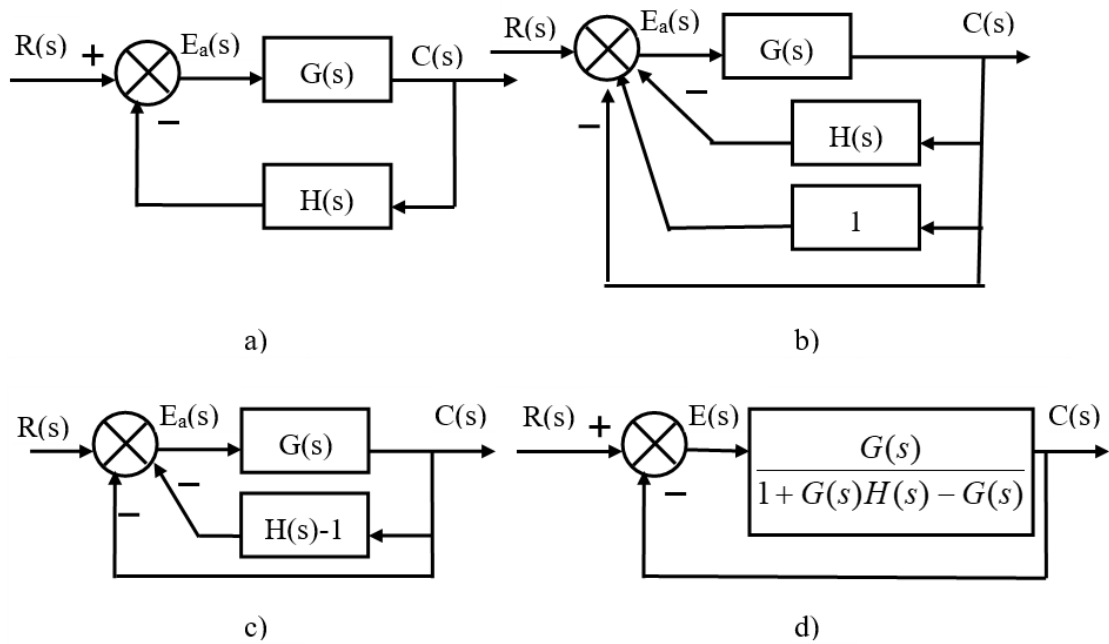 R(s)
+
Eₐ(s)
G(s)
C(s)
−
H(s)
a)
R(s)
Eₐ(s)
G(s)
C(s)
−
−
H(s)
1
b)
R(s)
Eₐ(s)
G(s)
C(s)
−
−
H(s)-1
c)
R(s)
+
E(s)
G(s)
1+G(s)H(s)−G(s)
C(s)
−
d)